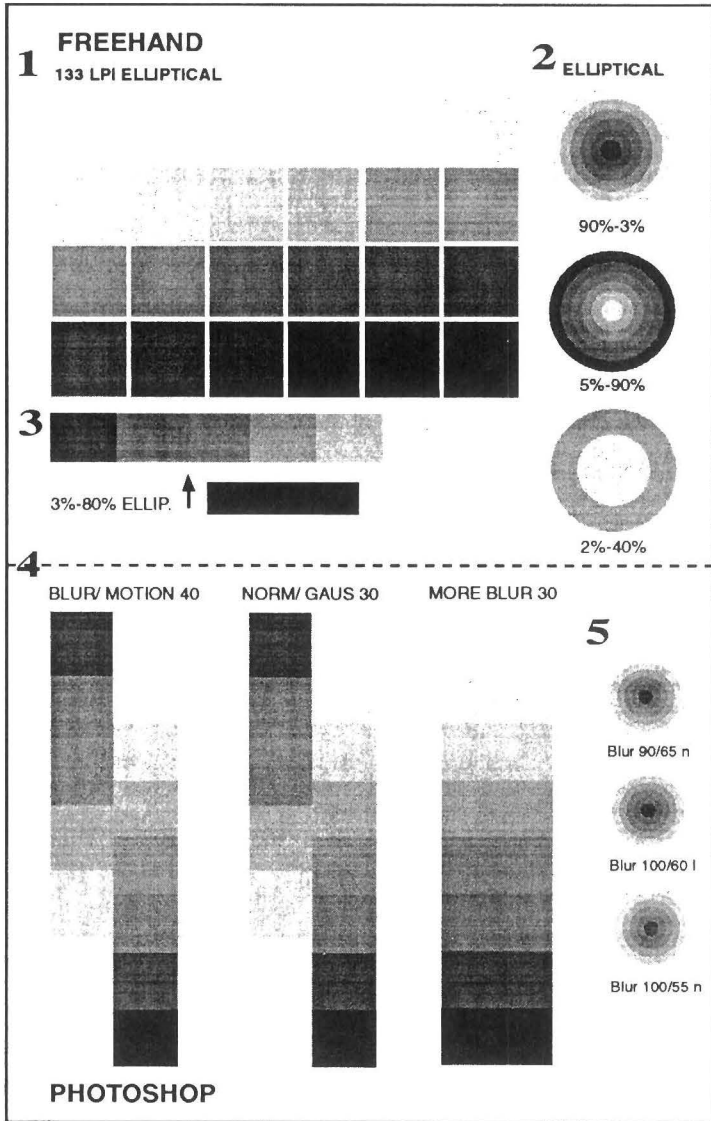 FREEHAND
1
133 LPI ELLIPTICAL
2
ELLIPTICAL
90%-3%
5%-90%
3
3%-80% ELLIP.
2%-40%
4
BLUR/ MOTION 40
NORM/ GAUS 30
MORE BLUR 30
5
Blur 90/65 n
Blur 100/60 l
Blur 100/55 n
PHOTOSHOP